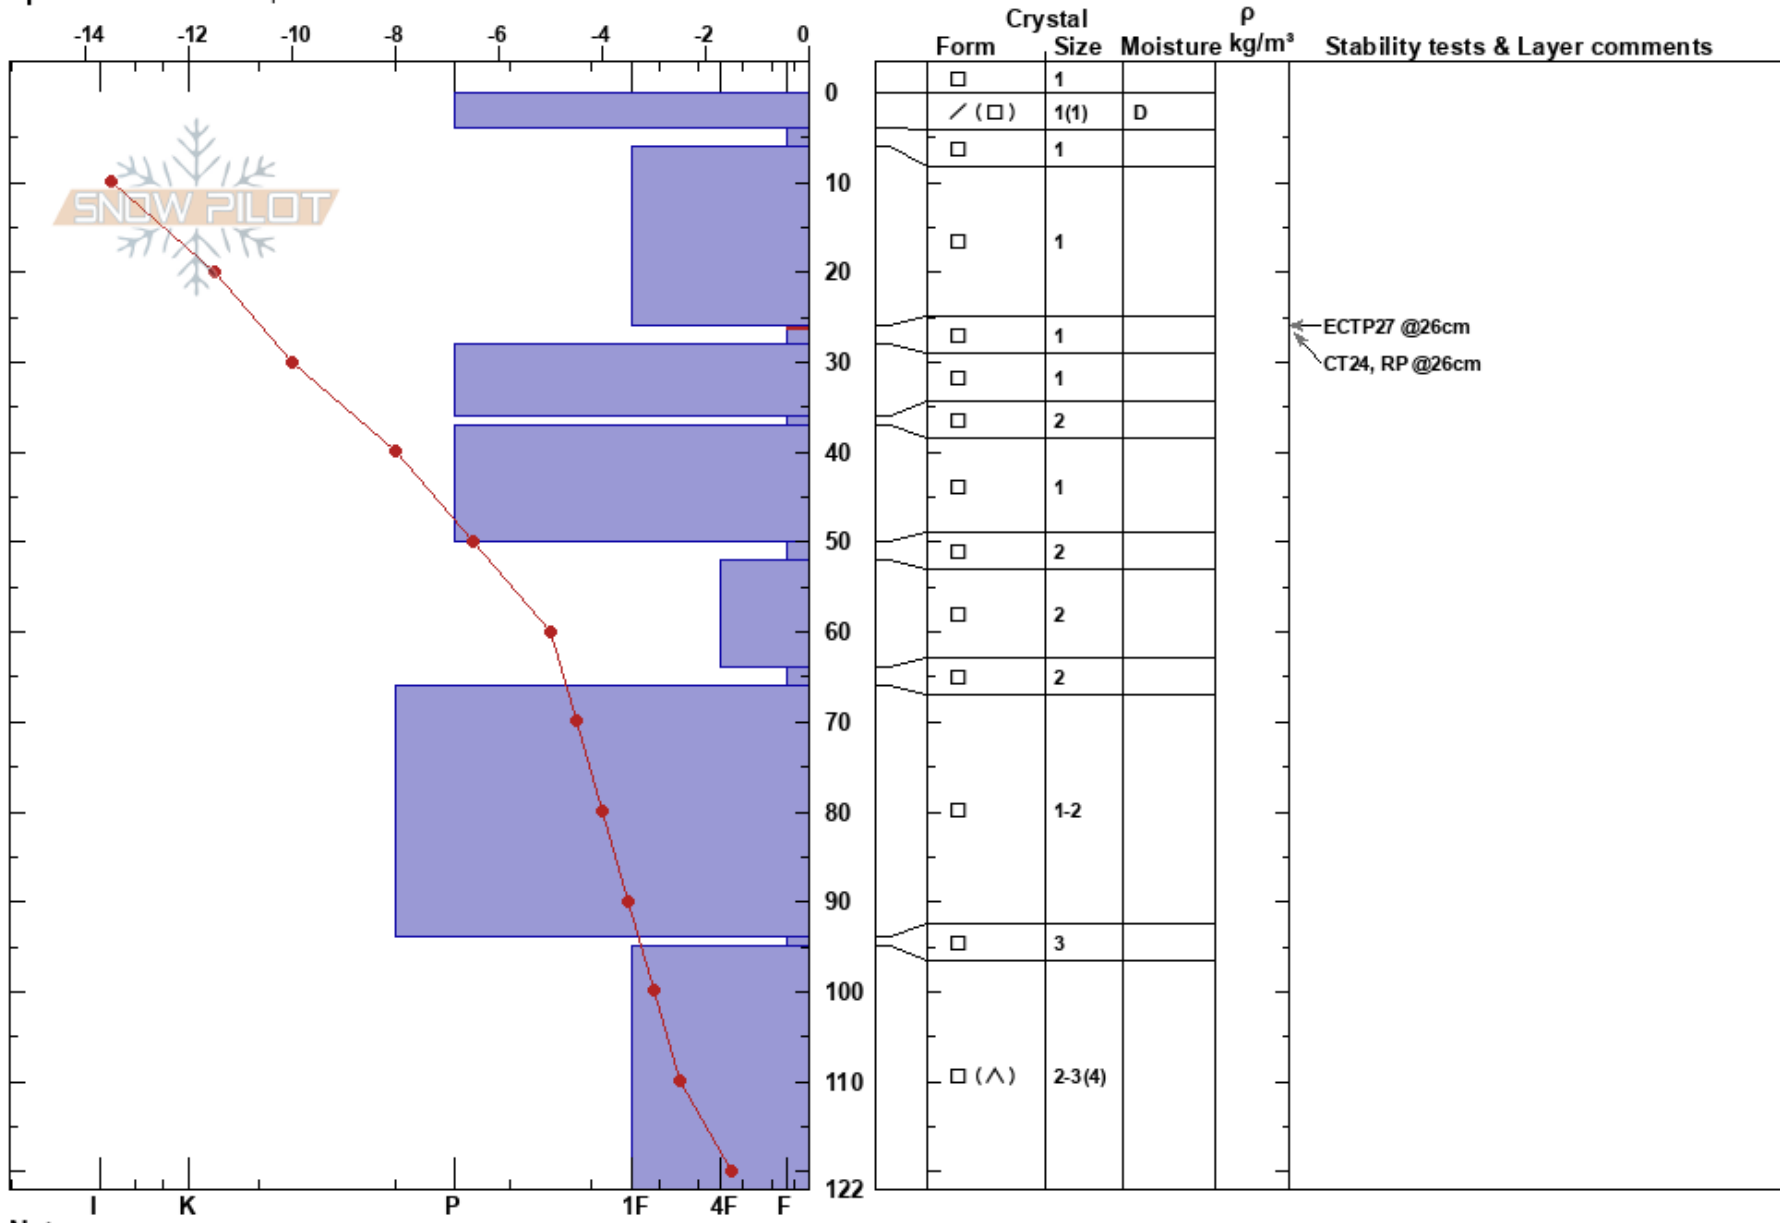 Crystal ρ
-14 -12 -10 -8 -6 -4 -2 0 Form Size Moisture kg/m³ Stability tests & Layer comments
1
0
1(1) D
1
SNOW PILOT
10
1
20
1 ECTP27 @26cm
30 1 CT24, RP @26cm
2
40
1
50 2
60 2
2
70
80 1-2
90
3
100
110 2-3(4)
122
I K P 1F 4F F